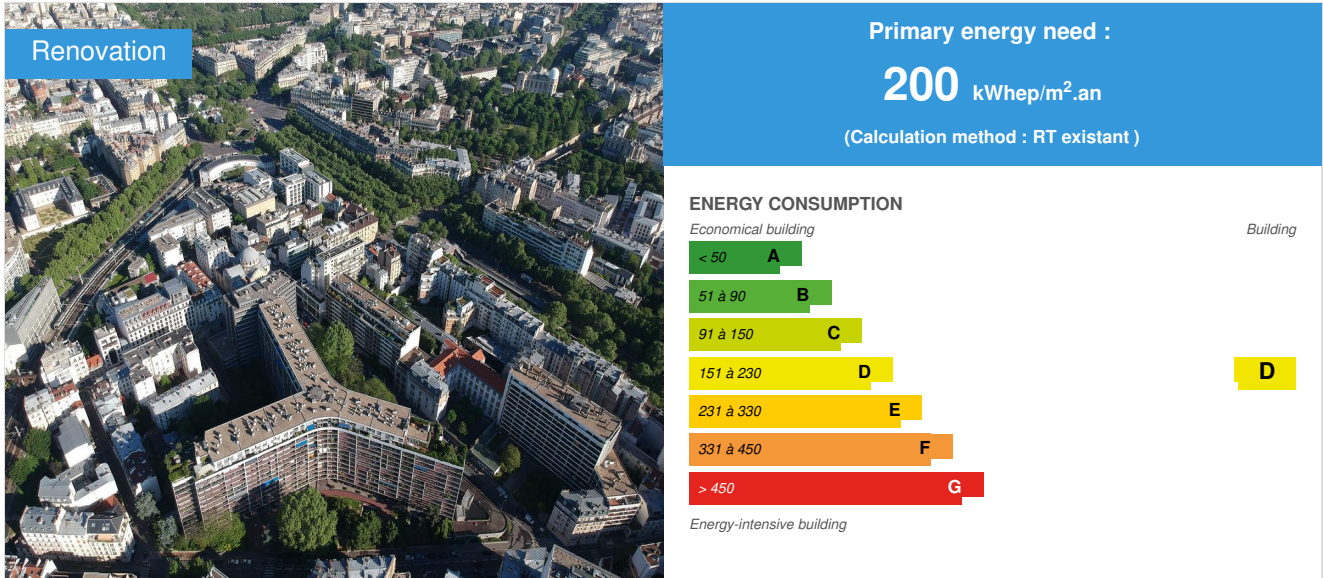 Renovation
Primary energy need :
200 kWhep/m².an
(Calculation method : RT existant )
ENERGY CONSUMPTION
Economical building
Building
< 50 A
51 à 90 B
91 à 150 C
151 à 230 D
D
231 à 330 E
331 à 450 F
> 450 G
Energy-intensive building